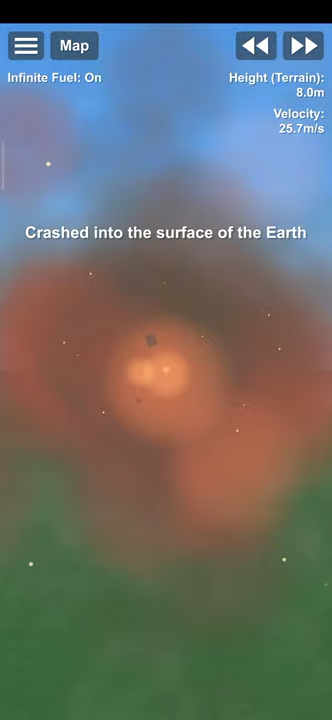 Map
Infinite Fuel: On
Height (Terrain):
8.0m
Velocity:
25.7m/s
Crashed into the surface of the Earth